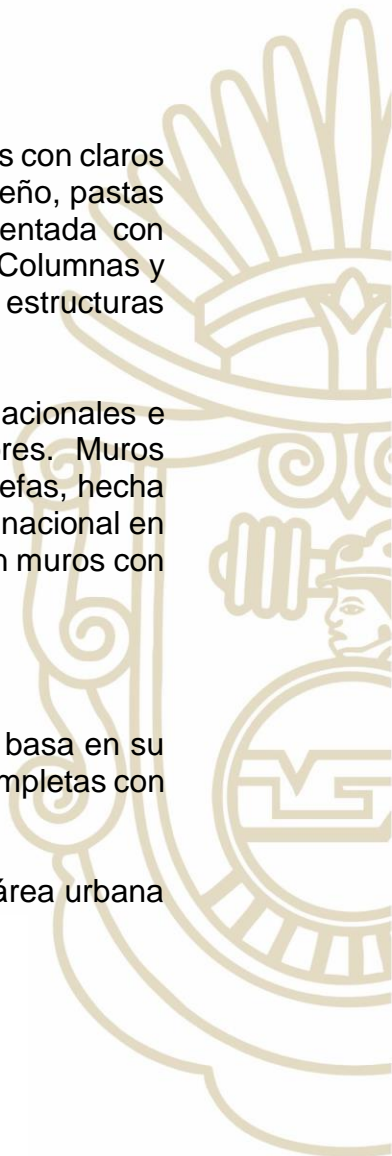 s con claros
eño, pastas
entada con
Columnas y
estructuras
acionales e
res. Muros
efas, hecha
nacional en
n muros con
basa en su
mpletas con
área urbana